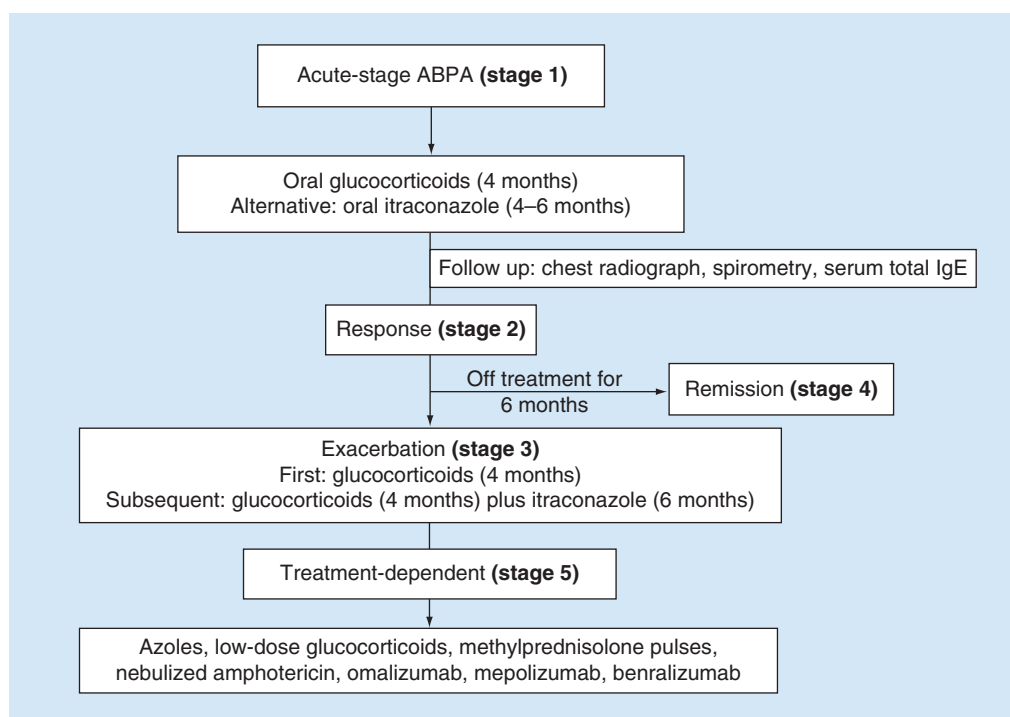 Acute-stage ABPA (stage 1)
Oral glucocorticoids (4 months)
Alternative: oral itraconazole (4–6 months)
Follow up: chest radiograph, spirometry, serum total IgE
Response (stage 2)
Off treatment for
6 months
Remission (stage 4)
Exacerbation (stage 3)
First: glucocorticoids (4 months)
Subsequent: glucocorticoids (4 months) plus itraconazole (6 months)
Treatment-dependent (stage 5)
Azoles, low-dose glucocorticoids, methylprednisolone pulses,
nebulized amphotericin, omalizumab, mepolizumab, benralizumab